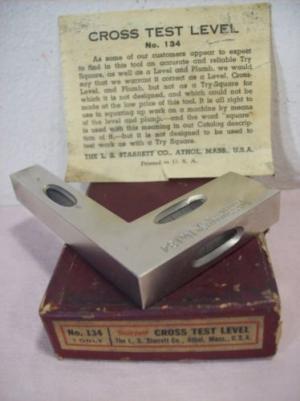 CROSS TEST LEVEL
No. 134
As some of our customers appear to expect
to find in this tool an accurate and reliable Try
Square, as well as a Level and Plumb, we would
say that we warrant it correct as a Level, Cross-
Level, and Plumb, but not as a Try-Square for
which it is not designed, and which could not be
made at the low price of this tool. It is all right to
use in squaring up work on a machine by means
of the level and plumb,—and the word "square"
is used with this meaning in our Catalog descrip-
tion of it,—but it is not designed to be used to
test work as with a Try Square.
THE L. S. STARRETT CO., ATHOL, MASS., U.S.A.
Printed in U. S. A.
No. 134 Starrett CROSS TEST LEVEL
1 ONLY The L. S. Starrett Co., Athol, Mass., U.S.A.